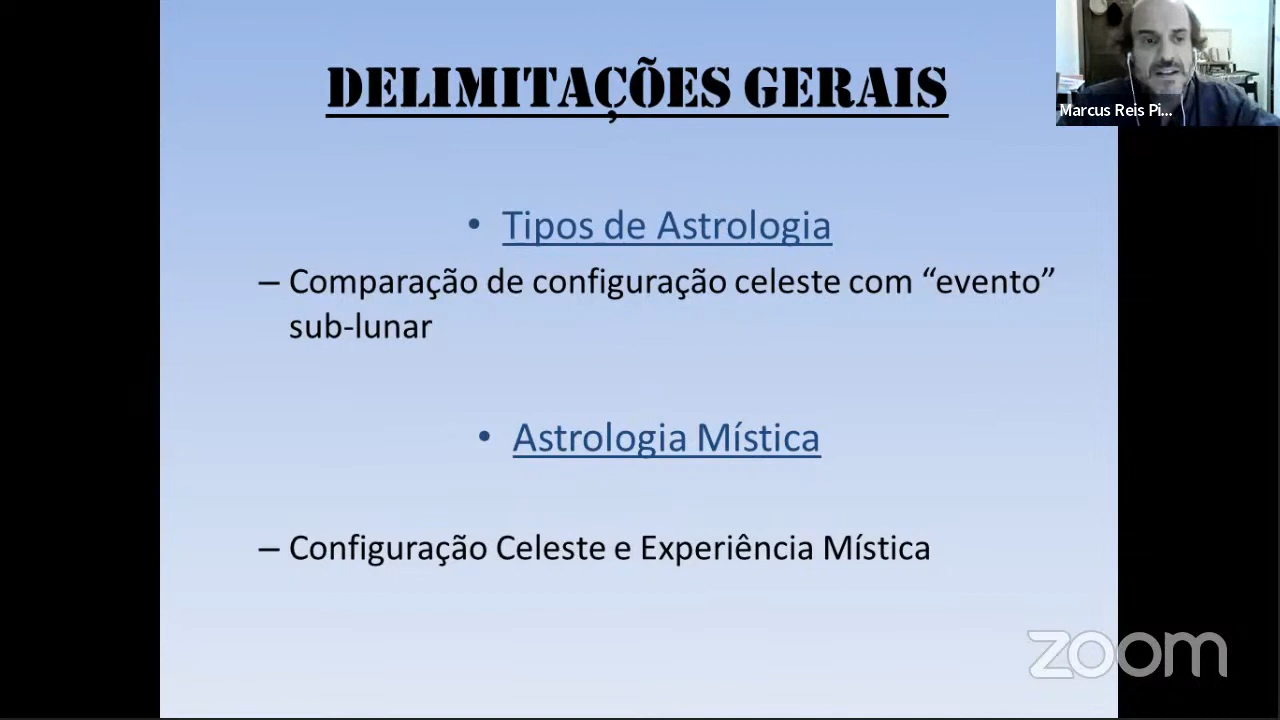 DELIMITAÇÕES GERAIS
Marcus Reis Pi...
• Tipos de Astrologia
– Comparação de configuração celeste com “evento”
sub-lunar
• Astrologia Mística
– Configuração Celeste e Experiência Mística
zoom